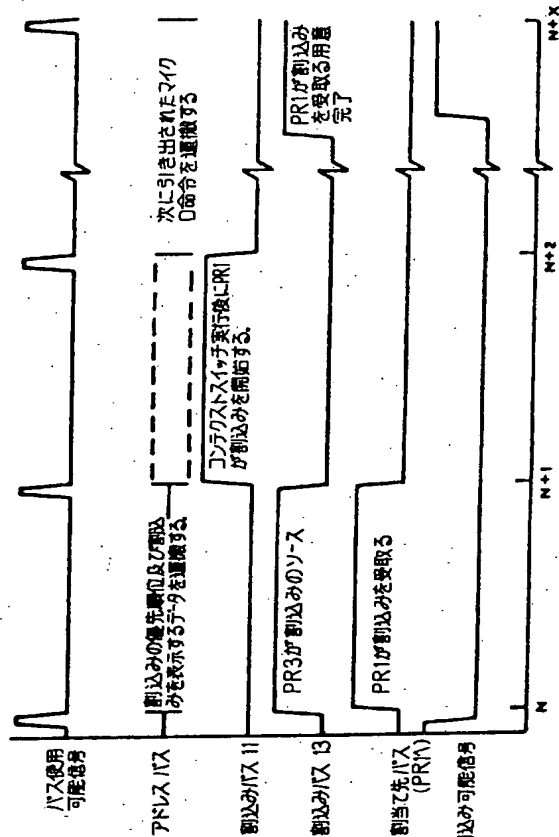 バス使用
可能信号
アドレス バス
割込みの優先順位及び割込
みを表示するデータを運搬する。
次に引き出されたマイク
ロ命令を運搬する
割込みバス 11
コンテクストスイッチ実行後にPR1
が割込みを開始する。
割込みバス 13
PR3が割込みのソース
PR1が割込み
を受取る用意
完了
割当て先バス
(PR1へ)
PR1が割込みを受取る
込み可能信号
N
N+1
N+2
N+X